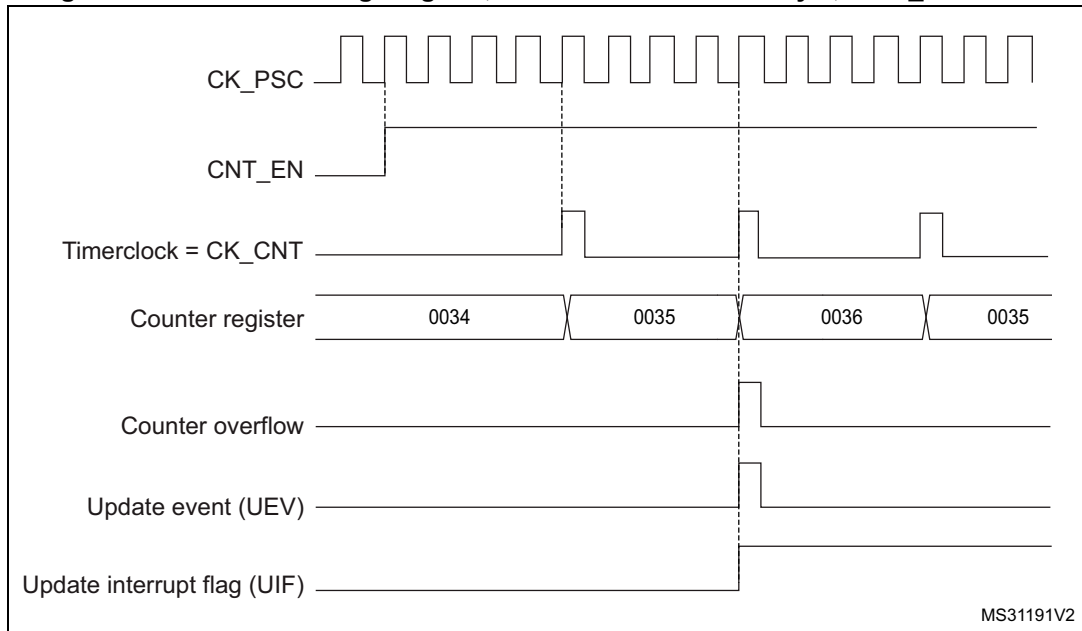 CK_PSC
CNT_EN
Timerclock = CK_CNT
Counter register
0034
0035
0036
0035
Counter overflow
Update event (UEV)
Update interrupt flag (UIF)
MS31191V2